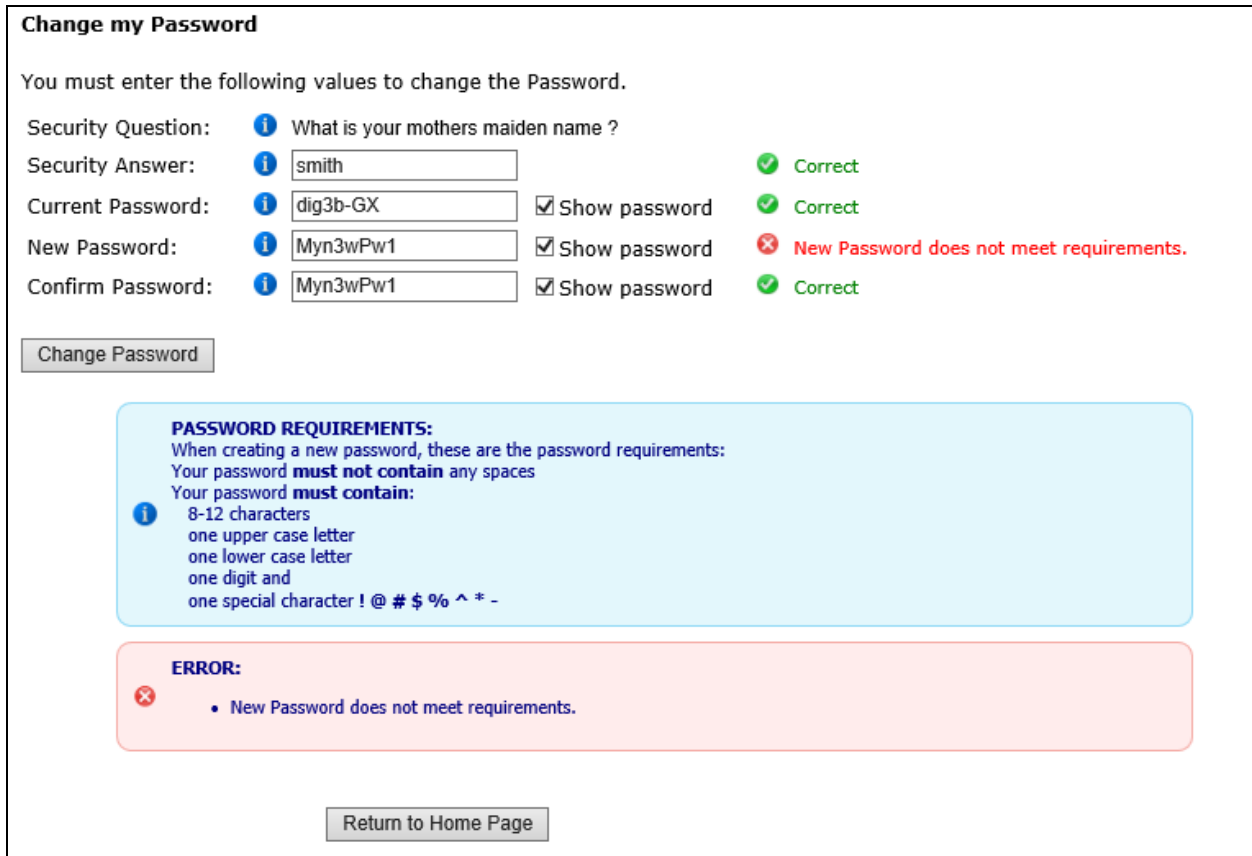 Change my Password
You must enter the following values to change the Password.
Security Question: What is your mothers maiden name ?
Security Answer: smith Correct
Current Password: dig3b-GX Show password Correct
New Password: Myn3wPw1 Show password New Password does not meet requirements.
Confirm Password: Myn3wPw1 Show password Correct
Change Password
PASSWORD REQUIREMENTS:
When creating a new password, these are the password requirements:
Your password must not contain any spaces
Your password must contain:
8-12 characters
one upper case letter
one lower case letter
one digit and
one special character ! @ # $ % ^ * -
ERROR:
• New Password does not meet requirements.
Return to Home Page